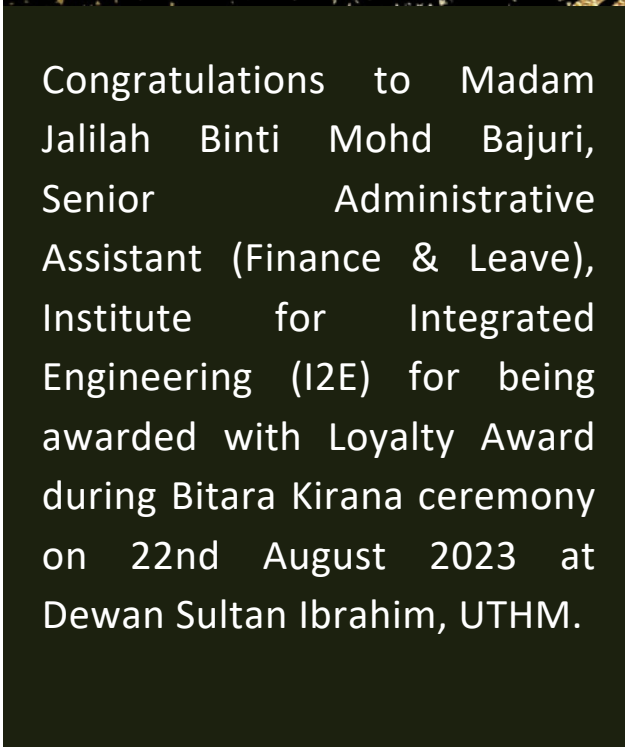 Congratulations to Madam
Jalilah Binti Mohd Bajuri,
Senior Administrative
Assistant (Finance & Leave),
Institute for Integrated
Engineering (I2E) for being
awarded with Loyalty Award
during Bitara Kirana ceremony
on 22nd August 2023 at
Dewan Sultan Ibrahim, UTHM.